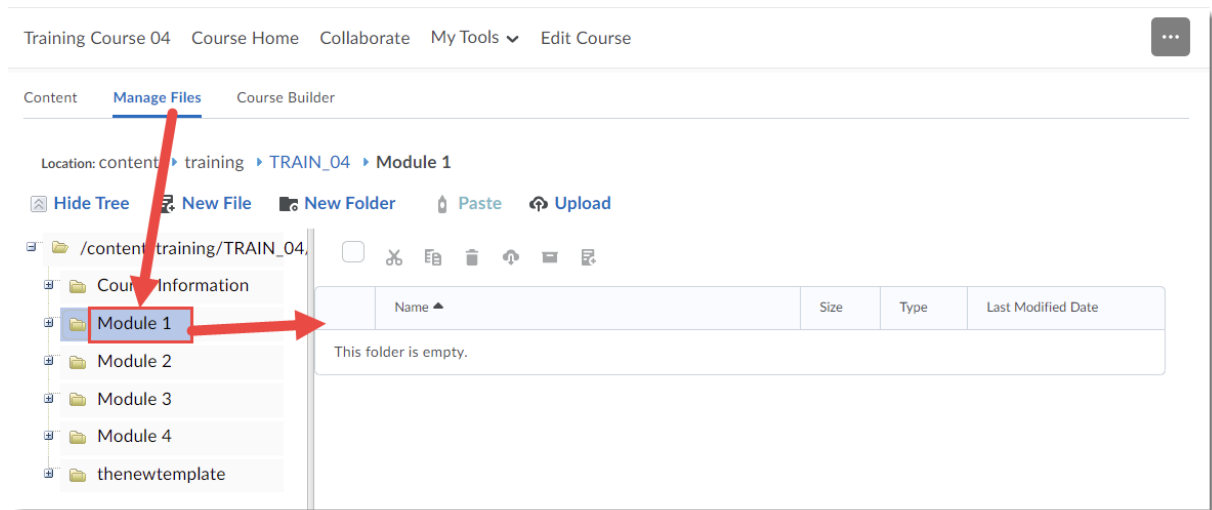 Training Course 04 Course Home Collaborate My Tools Edit Course
Content Manage Files Course Builder
Location: content training TRAIN_04 Module 1
Hide Tree New File New Folder Paste Upload
/content/training/TRAIN_04/
Course Information
Name Size Type Last Modified Date
Module 1
This folder is empty.
Module 2
Module 3
Module 4
thenewtemplate